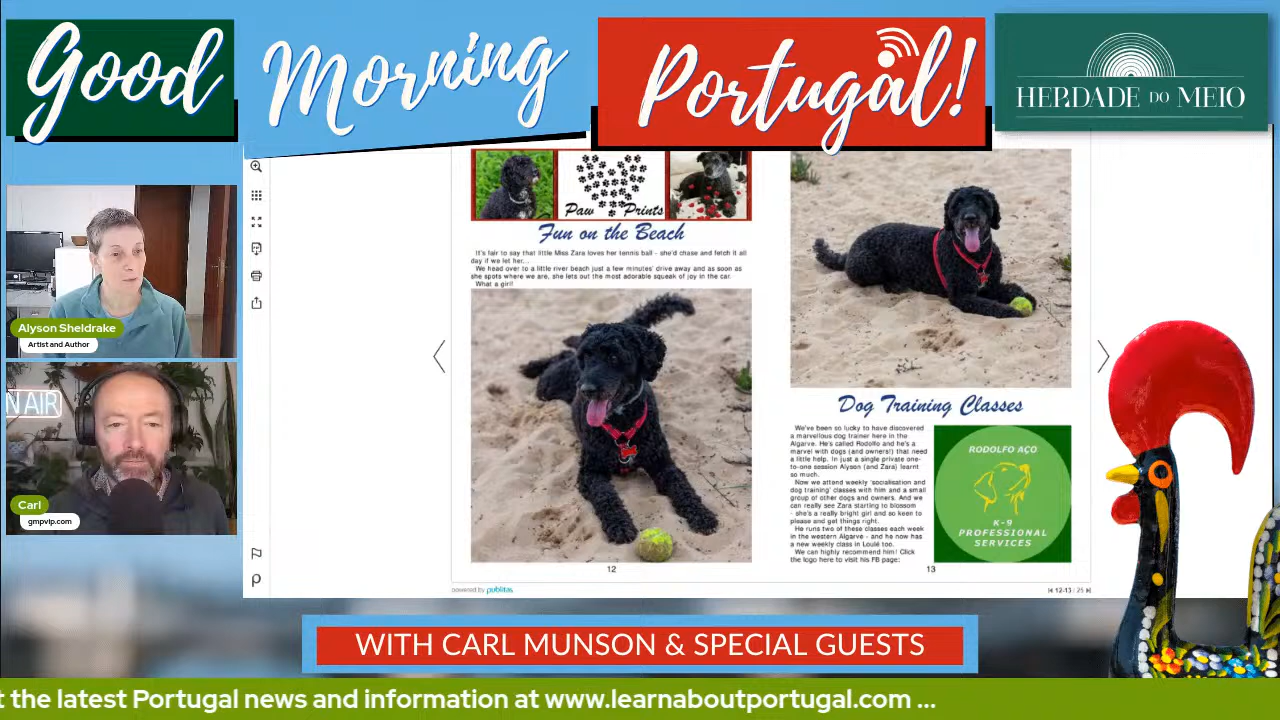 Good
Morning
Portugal!
HERDADE DO MEIO
Alyson Sheldrake
Artist and Author
N AIR
Carl
gmpvip.com
Paw Prints
Fun on the Beach
It's fair to say that little Miss Zara loves her tennis ball - she'd chase and fetch it all
day if we let her...
We head over to a little river beach just a few minutes' drive away and as soon as
she spots where we are, she lets out the most adorable squeak of joy in the car.
What a girl!
12
Dog Training Classes
We've been so lucky to have discovered
a marvellous dog trainer here in the
Algarve. He's called Rodolfo and he's a
marvel with dogs (and owners!) that need
a little help. In just a single private one-
to-one session Alyson (and Zara) learnt
so much.
Now we attend weekly 'socialisation and
dog training' classes with him and a small
group of other dogs and owners. And we
can really see Zara starting to blossom
- she's a really bright girl and so keen to
please and get things right.
He runs two of these classes each week
in the western Algarve - and he now has
a new weekly class in Loulé too.
We can highly recommend him! Click
the logo here to visit his FB page:
RODOLFO AÇO
K-9
PROFESSIONAL
SERVICES
13
powered by publitas
12-13 / 25
WITH CARL MUNSON & SPECIAL GUESTS
t the latest Portugal news and information at www.learnaboutportugal.com ...